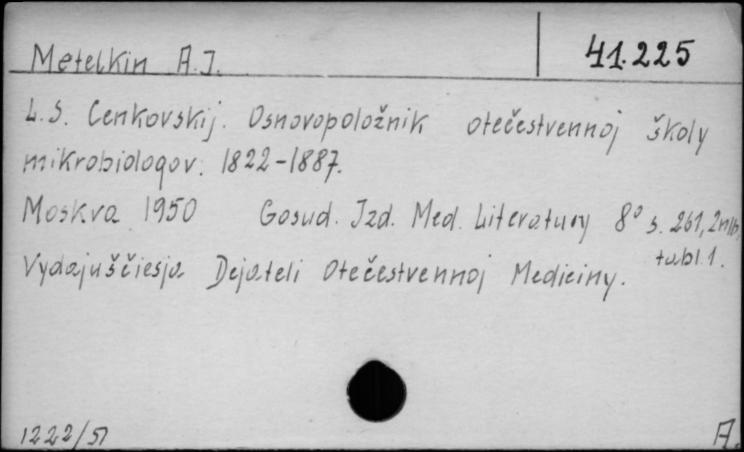 Metelkin A.J. 41.225
L.S. Cenkovskij. Osnovopoložnik otečestvennoj školy
mikrobiologov. 1822-1887.
Moskva 1950 Gosud. Izd. Med. Literatury 8° s. 261, 2nlb,
tabl. 1.
Vydajuščiesja Dejateli Otečestvennoj Mediciny.
1222/51 A.